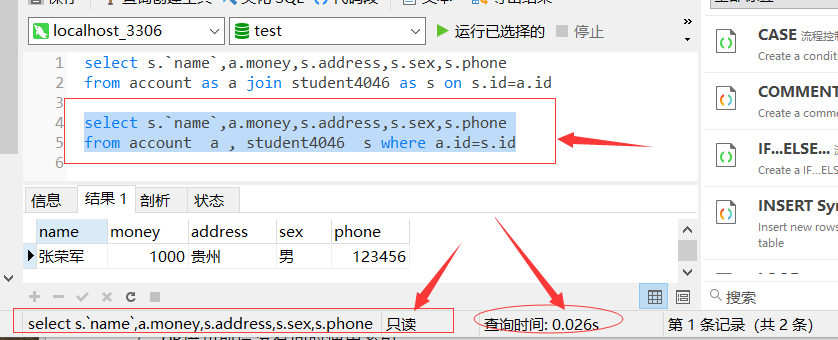 localhost_3306 test 运行已选择的 停止
1 select s.`name`,a.money,s.address,s.sex,s.phone
2 from account as a join student4046 as s on s.id=a.id
3
4 select s.`name`,a.money,s.address,s.sex,s.phone
5 from account  a , student4046  s where a.id=s.id
6
信息 结果 1 剖析 状态
name money address sex phone
张荣军 1000 贵州 男 123456
select s.`name`,a.money,s.address,s.sex,s.phone 只读 查询时间: 0.026s 第 1 条记录 (共 2 条)
CASE 流程控
Create a condit
COMMENT
Create a comme
IF...ELSE...
Create a IF...ELS
INSERT Syn
Insert new rows
table
搜索